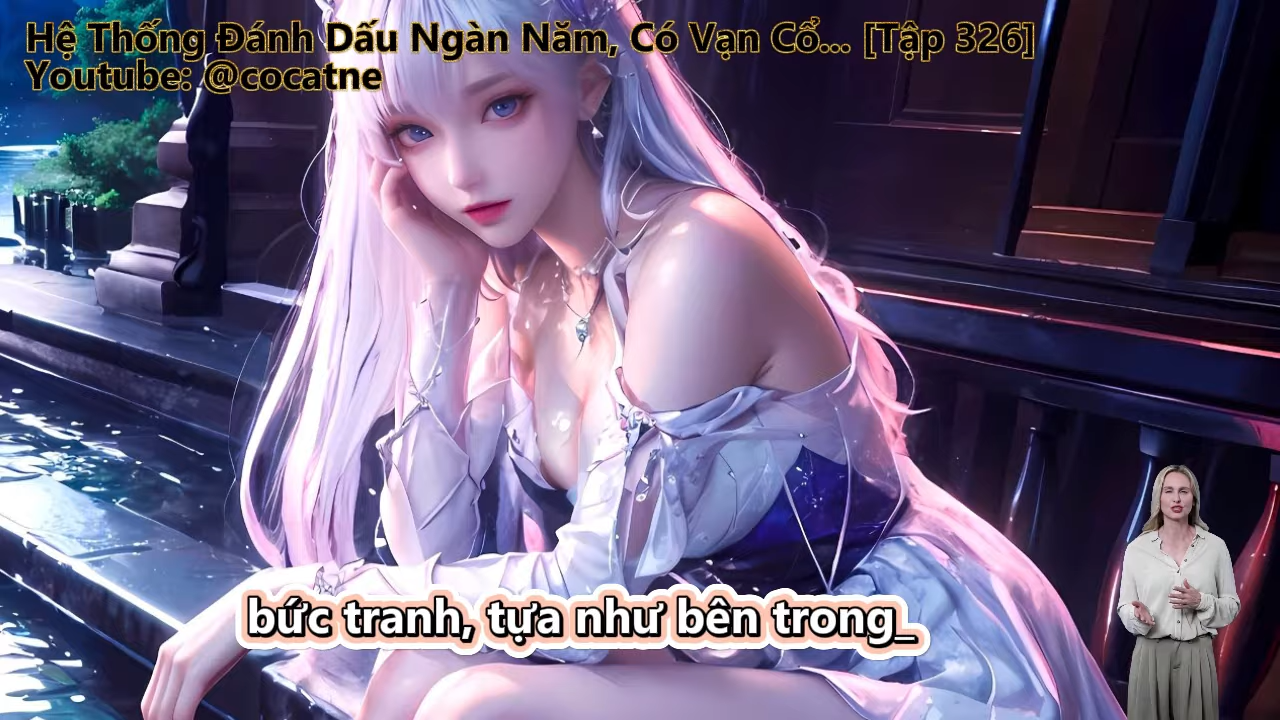 Hệ Thống Đánh Dấu Ngàn Năm, Có Vạn Cổ... [Tập 326]
Youtube: @cocatne
bức tranh, tựa như bên trong_